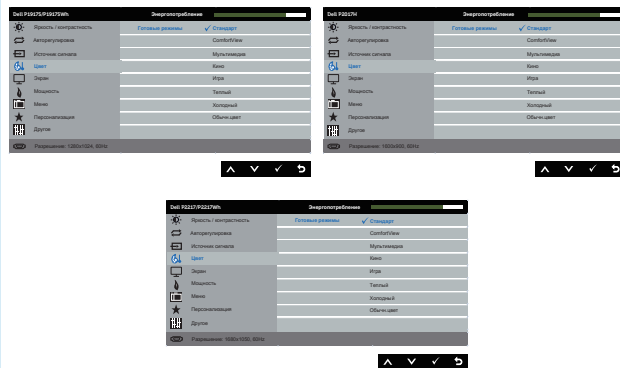 Dell P1917S/P1917SWh Энергопотребление
Яркость / контрастность Готовые режимы ✓ Стандарт
Авторегулировка ComfortView
Источник сигнала Мультимедиа
Цвет Кино
Экран Игра
Мощность Теплый
Меню Холодный
Персонализация Обычн.цвет
Другое
Разрешение: 1280x1024, 60Hz
Dell P2017H Энергопотребление
Яркость / контрастность Готовые режимы ✓ Стандарт
Авторегулировка ComfortView
Источник сигнала Мультимедиа
Цвет Кино
Экран Игра
Мощность Теплый
Меню Холодный
Персонализация Обычн.цвет
Другое
Разрешение: 1600x900, 60Hz
Dell P2217/P2217Wh Энергопотребление
Яркость / контрастность Готовые режимы ✓ Стандарт
Авторегулировка ComfortView
Источник сигнала Мультимедиа
Цвет Кино
Экран Игра
Мощность Теплый
Меню Холодный
Персонализация Обычн.цвет
Другое
Разрешение: 1680x1050, 60Hz